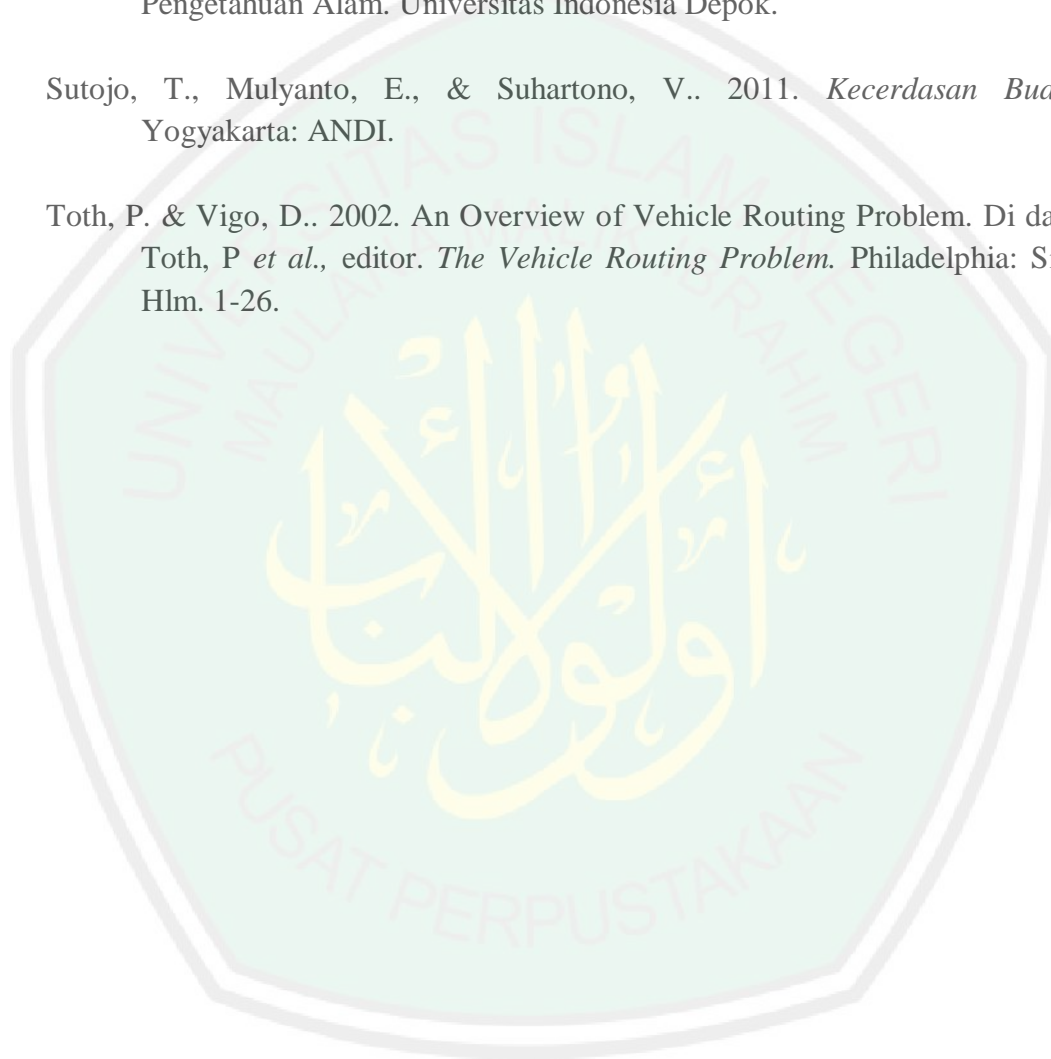 Pengetahuan Alam. Universitas Indonesia Depok.
Sutojo, T., Mulyanto, E., & Suhartono, V.. 2011. Kecerdasan
Yogyakarta: ANDI.
Toth, P. & Vigo, D.. 2002. An Overview of Vehicle Routing Problem. Di
Toth, P et al., editor. The Vehicle Routing Problem. Philadelphia:
Hlm. 1-26.
UNIVERSITAS ISLAM NEGERI
MAULANA MALIK IBRAHIM
أولوا الألباب
PUSAT PERPUSTAKAAN